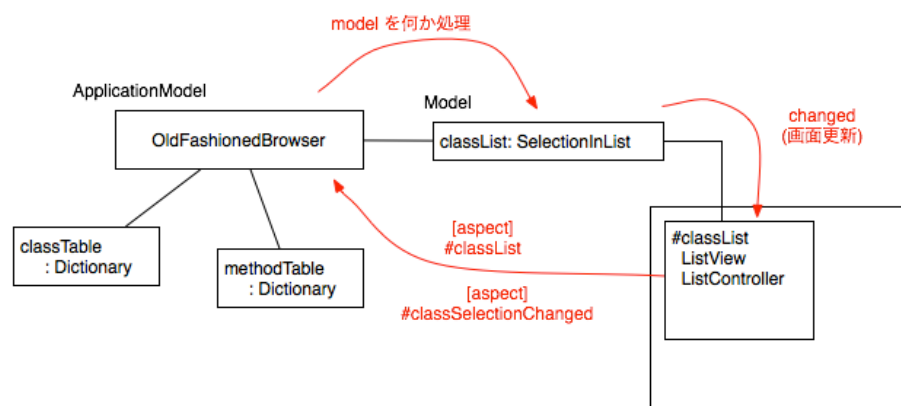 model を何か処理
ApplicationModel
Model
changed
(画面更新)
OldFashionedBrowser
classList: SelectionInList
[aspect]
#classList
#classList
ListView
ListController
classTable
: Dictionary
methodTable
: Dictionary
[aspect]
#classSelectionChanged